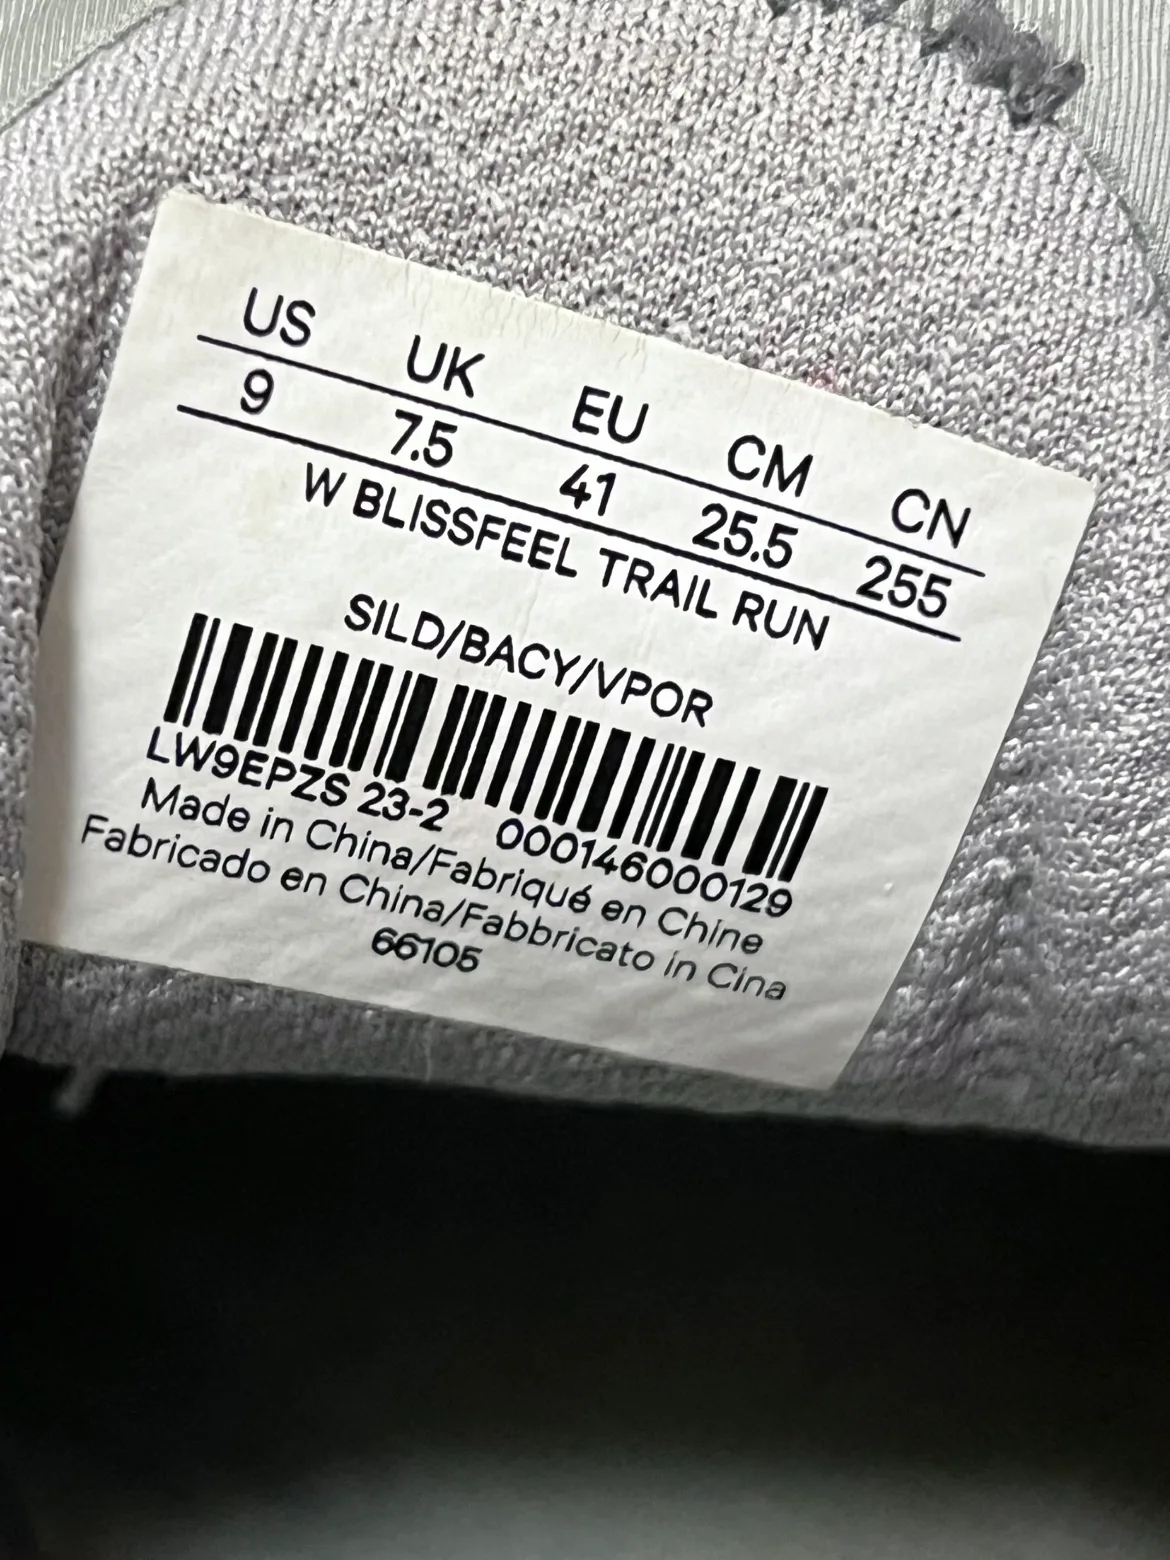 US UK EU CM CN
9 7.5 41 25.5 255
W BLISSFEEL TRAIL RUN
SILD/BACY/VPOR
LW9EPZS 23-2 000146000129
Made in China/Fabriqué en Chine
Fabricado en China/Fabbricato in Cina
66105